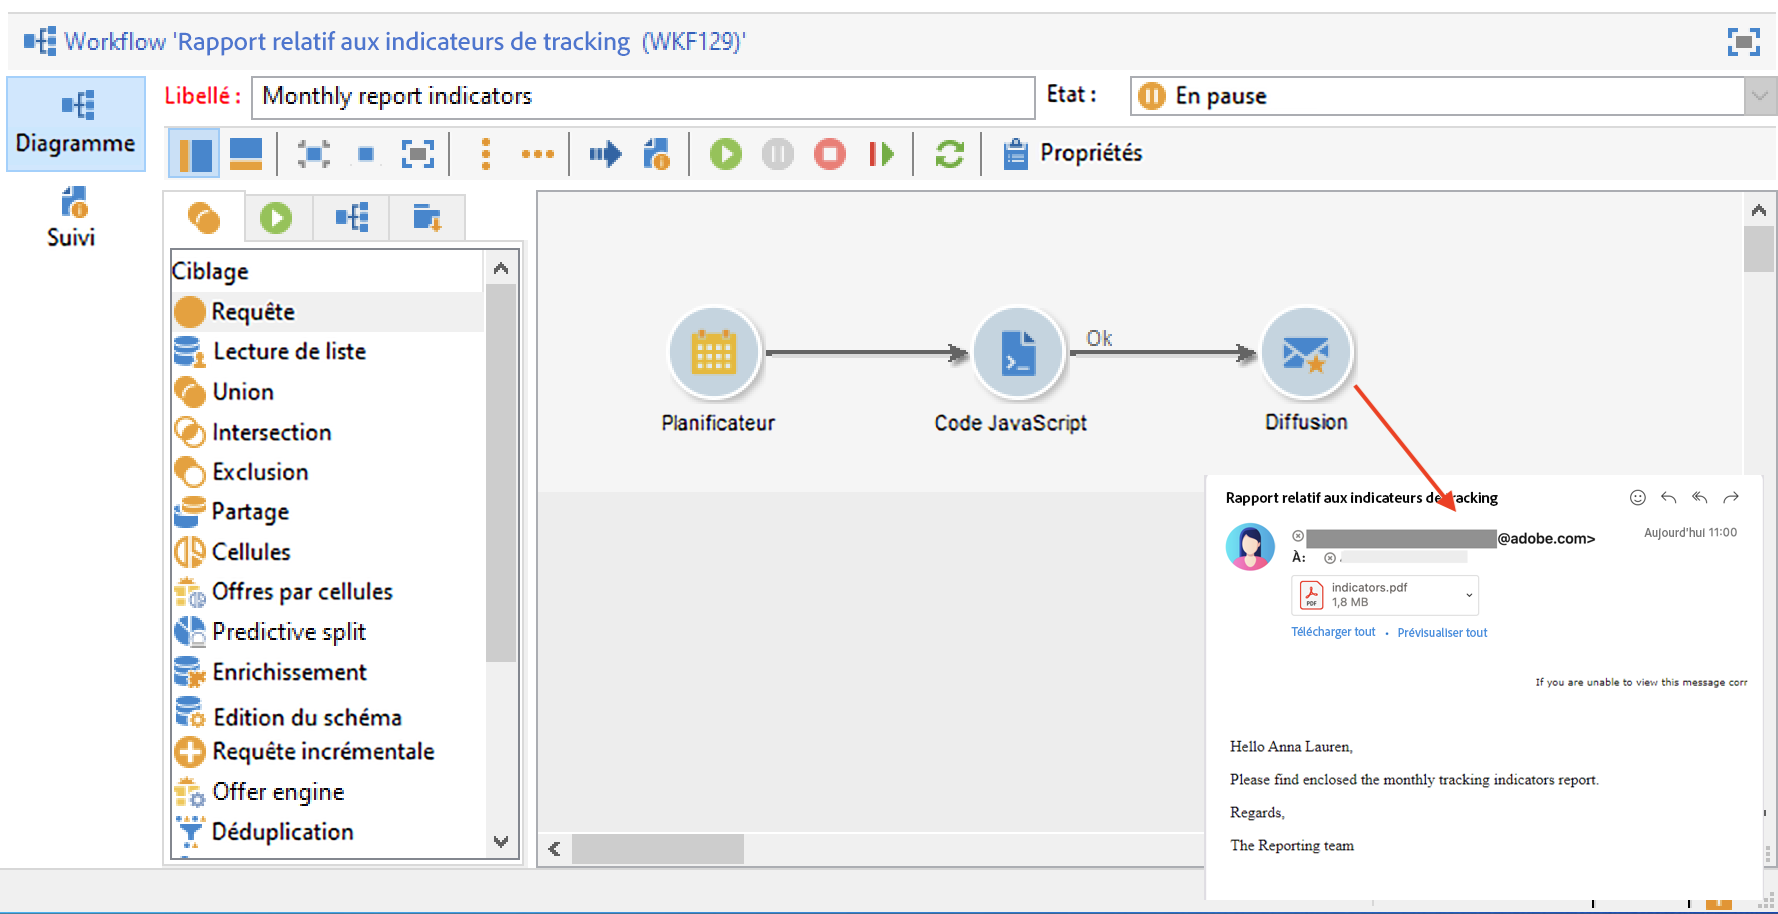 Workflow 'Rapport relatif aux indicateurs de tracking (WKF129)'
Diagramme
Suivi
Libellé : Monthly report indicators
Etat : En pause
Propriétés
Ciblage
Requête
Lecture de liste
Union
Intersection
Exclusion
Partage
Cellules
Offres par cellules
Predictive split
Enrichissement
Edition du schéma
Requête incrémentale
Offer engine
Déduplication
Planificateur
Code JavaScript
Ok
Diffusion
Rapport relatif aux indicateurs de tracking
@adobe.com>
Aujourd'hui 11:00
À:
PDF
indicators.pdf
1,8 MB
Télécharger tout • Prévisualiser tout
If you are unable to view this message corr
Hello Anna Lauren,
Please find enclosed the monthly tracking indicators report.
Regards,
The Reporting team